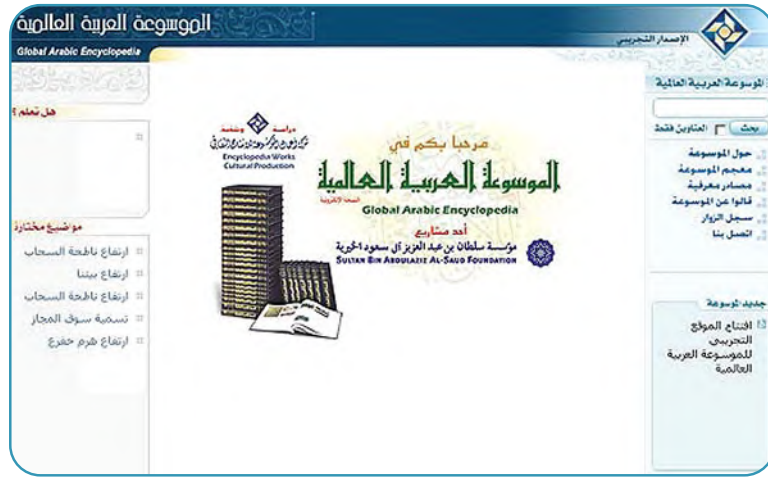 الموسوعة العربية العالمية
Global Arabic Encyclopedia
الإصدار التجريبي
الموسوعة العربية العالمية
بحث
العناوين فقط
حول الموسوعة
معجم الموسوعة
مصادر معرفية
قالوا عن الموسوعة
سجل الزوار
اتصل بنا
جديد الموسوعة
افتتاح الموقع
التجريبي
للموسوعة العربية
العالمية
مرحبا بكم في
الموسوعة العربية العالمية
Global Arabic Encyclopedia
أحد مشاريع
مؤسسة سلطان بن عبد العزيز آل سعود الخيرية
SULTAN BIN ABDULAZIZ AL-SAUD FOUNDATION
Encyclopedia Works
Cultural Production
هل تعلم ؟
مواضيع مختارة
ارتفاع ناطحة السحاب
ارتفاع بيتنا
ارتفاع ناطحة السحاب
تسمية سوق المجاز
ارتفاع هرم خفرع